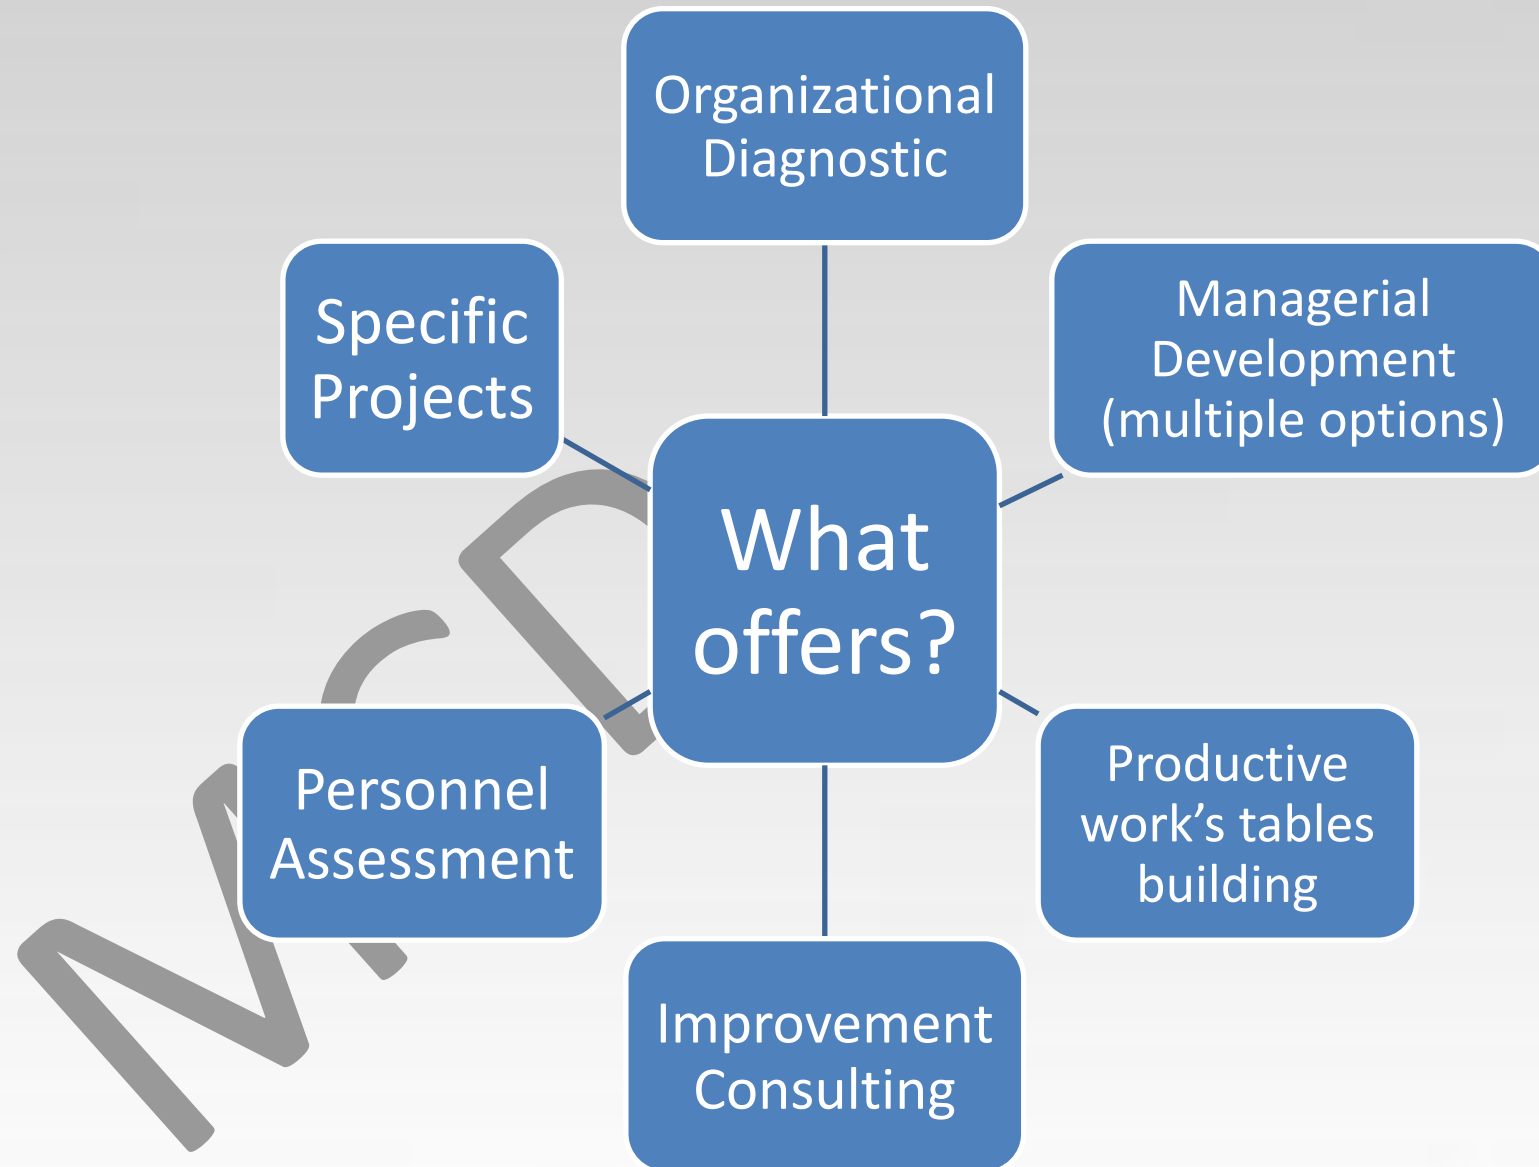 Organizational
Diagnostic
Managerial
Development
(multiple options)
Productive
work’s tables
building
Improvement
Consulting
Personnel
Assessment
Specific
Projects
What
offers?